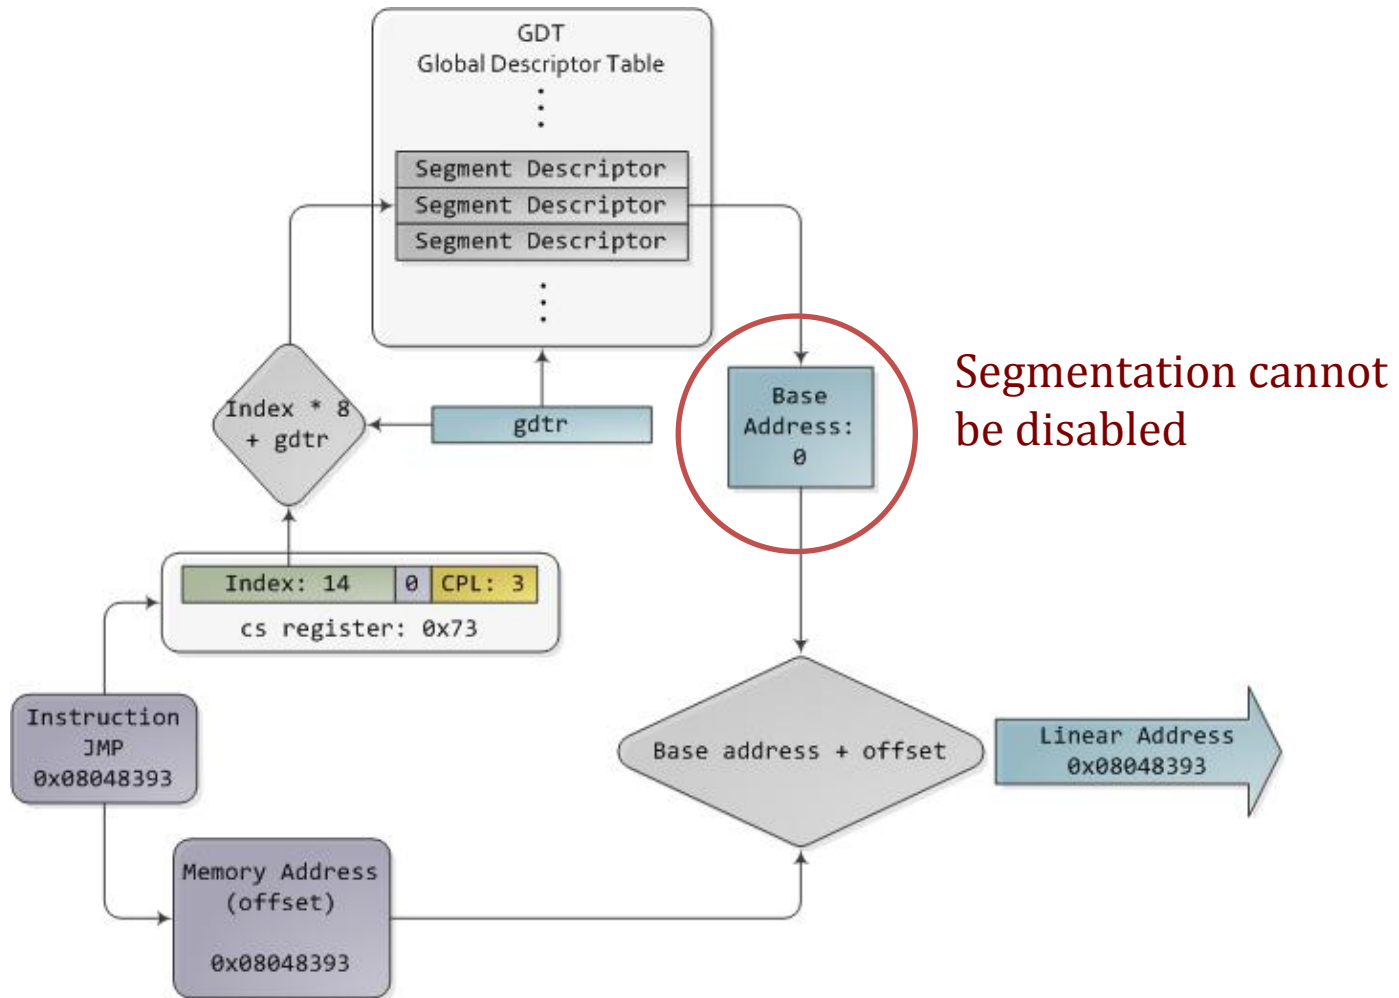 GDT
Global Descriptor Table
Segment Descriptor
Segment Descriptor
Segment Descriptor
Index * 8
+ gdtr
gdtr
Base
Address:
0
Segmentation cannot
be disabled
Index: 14 0 CPL: 3
cs register: 0x73
Instruction
JMP
0x08048393
Base address + offset
Linear Address
0x08048393
Memory Address
(offset)
0x08048393